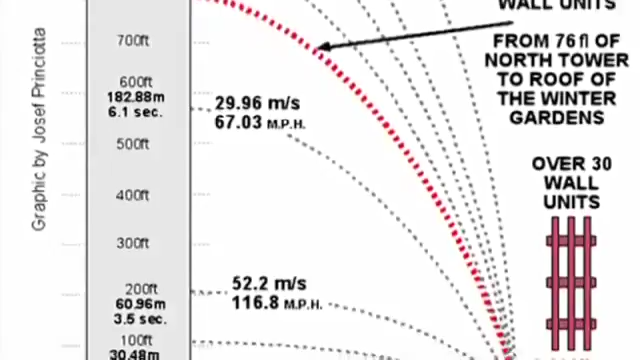 WALL UNITS
FROM 76fl OF
NORTH TOWER
TO ROOF OF
THE WINTER
GARDENS
OVER 30
WALL
UNITS
700ft
600ft
182.88m
6.1 sec.
29.96 m/s
67.03 M.P.H.
500ft
400ft
300ft
200ft
60.96m
3.5 sec.
52.2 m/s
116.8 M.P.H.
100ft
30.48m
Graphic by Josef Princiotta